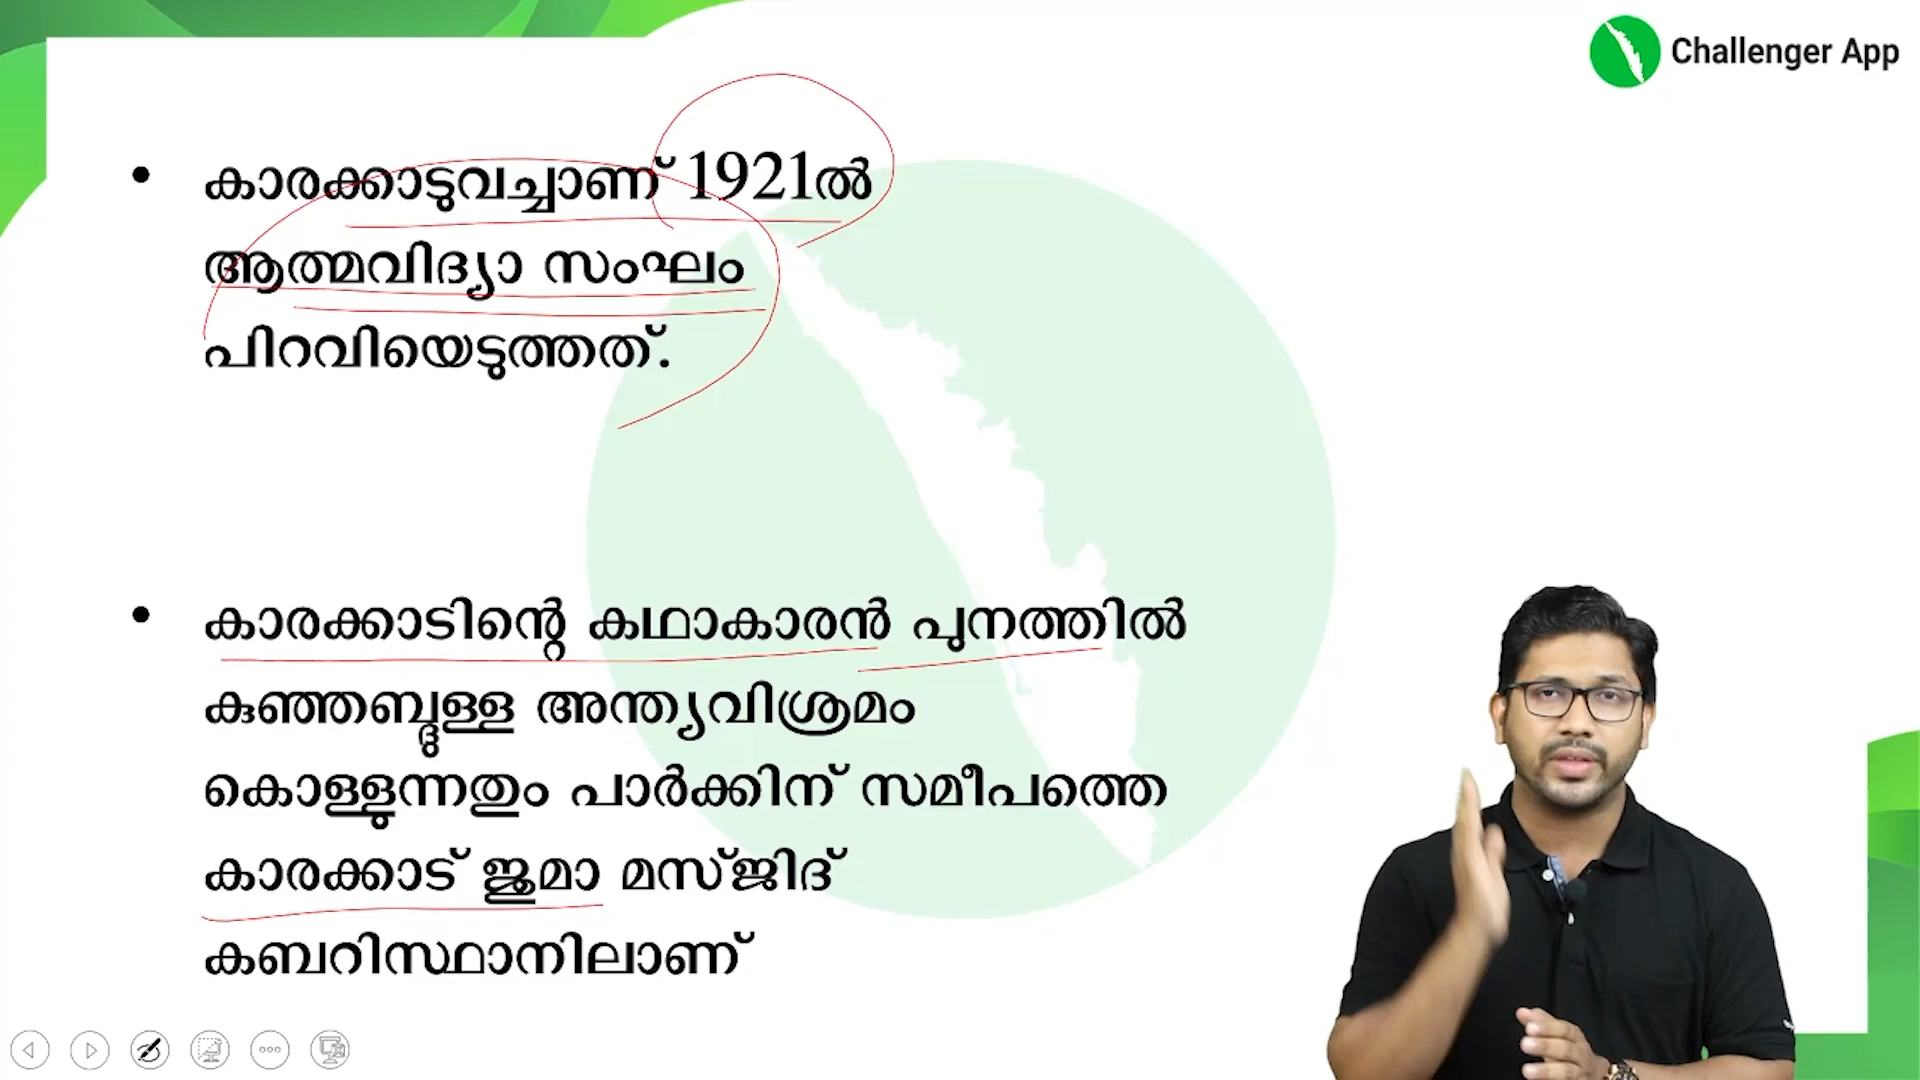 Challenger App
കാരക്കാടുവച്ചാണ് 1921ൽ
ആത്മവിദ്യാ സംഘം
പിറവിയെടുത്തത്.
കാരക്കാടിന്റെ കഥാകാരൻ പുനത്തിൽ
കുഞ്ഞബ്ദുള്ള അന്ത്യവിശ്രമം
കൊള്ളുന്നതും പാർക്കിന് സമീപത്തെ
കാരക്കാട് ജുമാ മസ്ജിദ്
കബറിസ്ഥാനിലാണ്